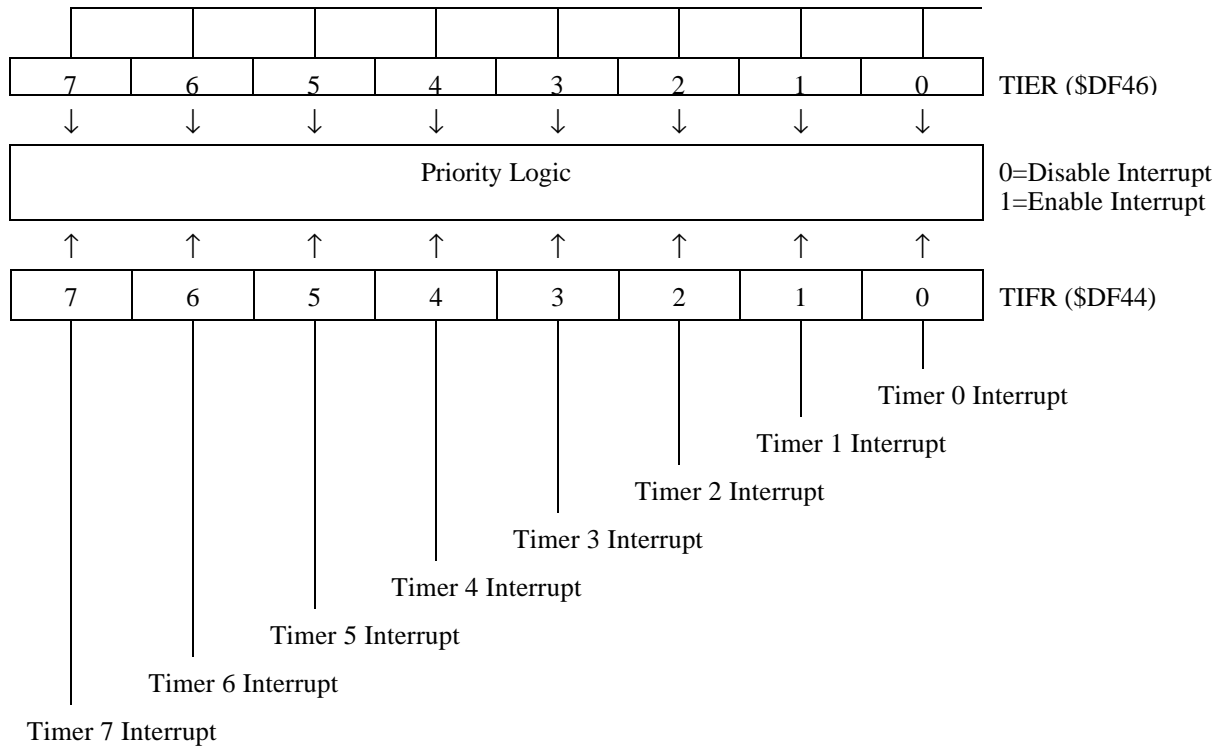 7 6 5 4 3 2 1 0 TIER ($DF46)
Priority Logic
0=Disable Interrupt
1=Enable Interrupt
7 6 5 4 3 2 1 0 TIFR ($DF44)
Timer 0 Interrupt
Timer 1 Interrupt
Timer 2 Interrupt
Timer 3 Interrupt
Timer 4 Interrupt
Timer 5 Interrupt
Timer 6 Interrupt
Timer 7 Interrupt